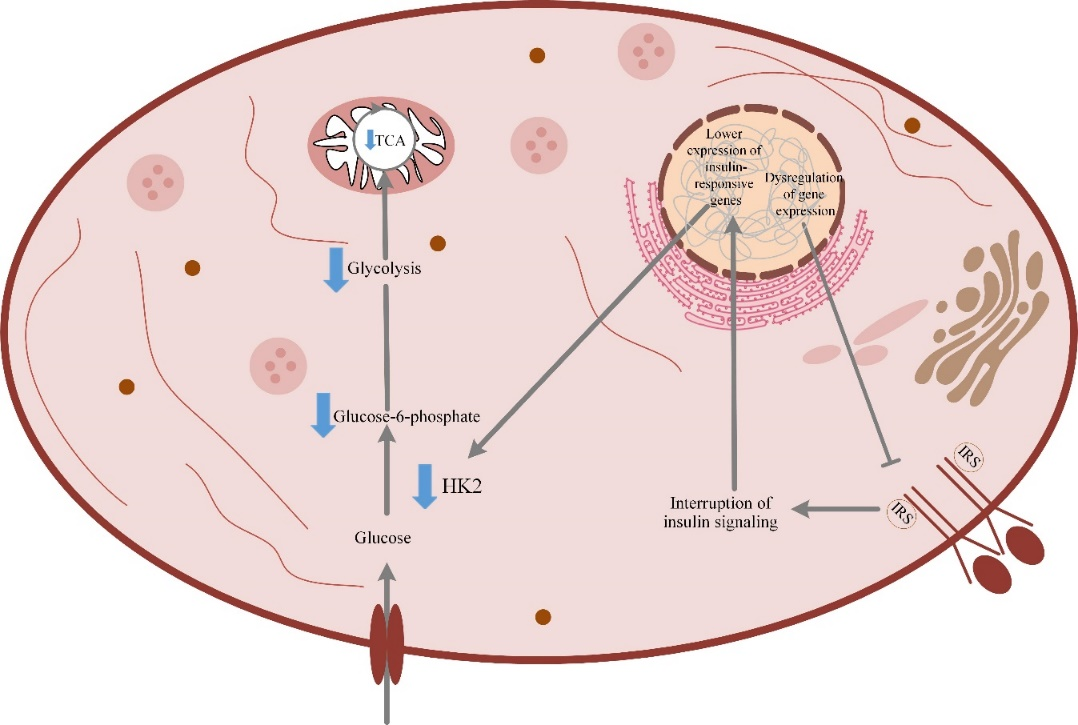 TCA
Lower
expression of
insulin-
responsive
genes
Dysregulation
of gene
expression
Glycolysis
Glucose-6-phosphate
HK2
Glucose
Interruption of
insulin signaling
IRS
IRS